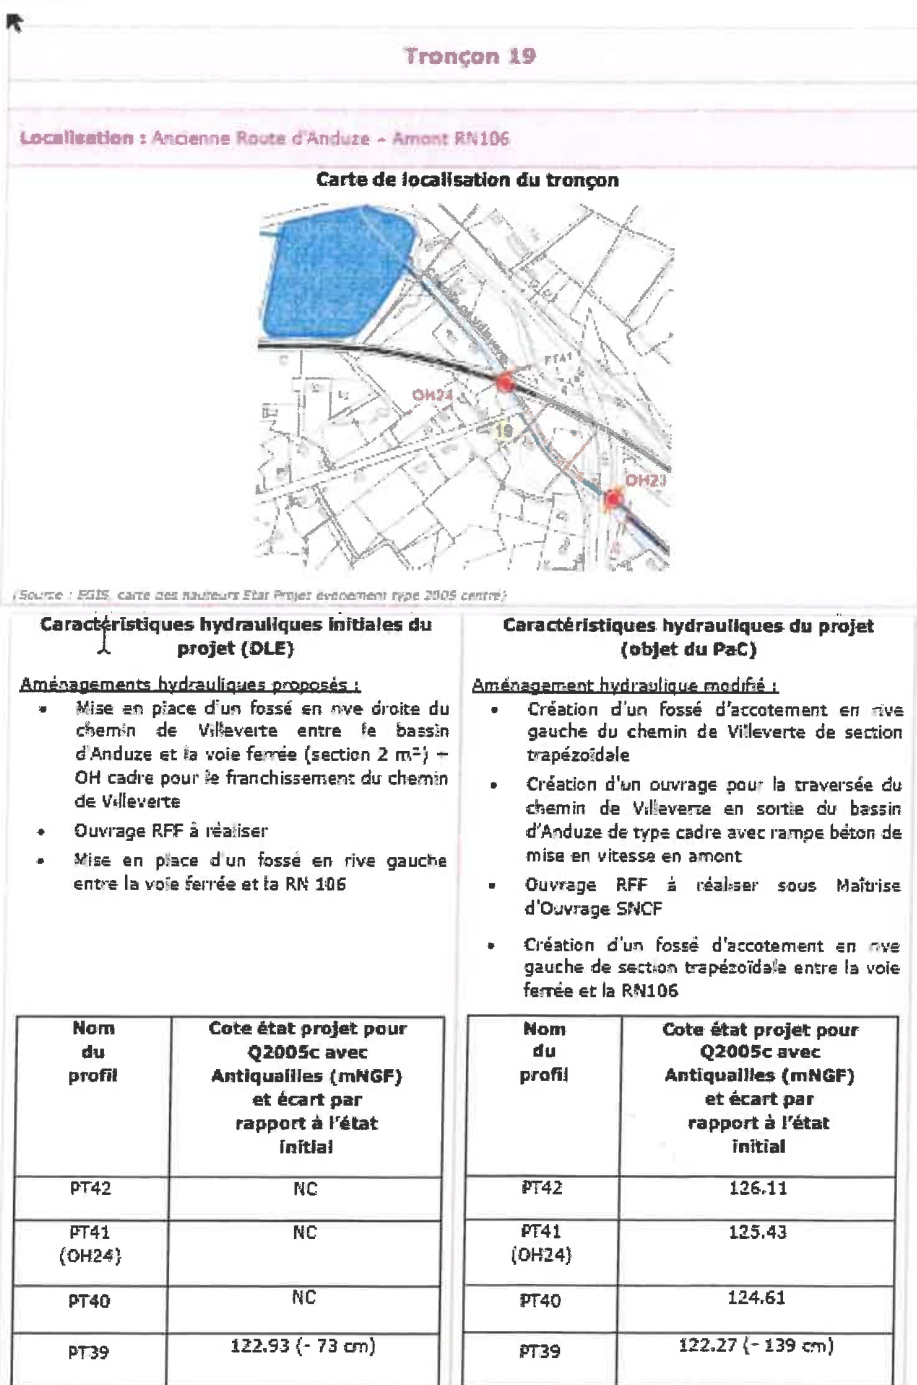 Tronçon 19
Localisation : Ancienne Route d'Anduze – Amont RN106
Carte de localisation du tronçon
PT41
OH24
19
OH23
(Source : EGIS, carte des hauteurs Etat Projet évènement type 2005 centré)
Caractéristiques hydrauliques initiales du
projet (DLE)
Aménagements hydrauliques proposés :
• Mise en place d'un fossé en rive droite du
chemin de Villeverte entre le bassin
d'Anduze et la voie ferrée (section 2 m²) –
OH cadre pour le franchissement du chemin
de Villeverte
• Ouvrage RFF à réaliser
• Mise en place d'un fossé en rive gauche
entre la voie ferrée et la RN 106
Nom
du
profil
Cote état projet pour
Q2005c avec
Antiquailles (mNGF)
et écart par
rapport à l'état
initial
PT42 NC
PT41 NC
(OH24)
PT40 NC
PT39 122.93 (- 73 cm)
Caractéristiques hydrauliques du projet
(objet du PaC)
Aménagement hydraulique modifié :
• Création d'un fossé d'accotement en rive
gauche du chemin de Villeverte de section
trapézoïdale
• Création d'un ouvrage pour la traversée du
chemin de Villeverte en sortie du bassin
d'Anduze de type cadre avec rampe béton de
mise en vitesse en amont
• Ouvrage RFF à réaliser sous Maîtrise
d'Ouvrage SNCF
• Création d'un fossé d'accotement en rive
gauche de section trapézoïdale entre la voie
ferrée et la RN106
Nom
du
profil
Cote état projet pour
Q2005c avec
Antiquailles (mNGF)
et écart par
rapport à l'état
initial
PT42 126.11
PT41 125.43
(OH24)
PT40 124.61
PT39 122.27 (- 139 cm)